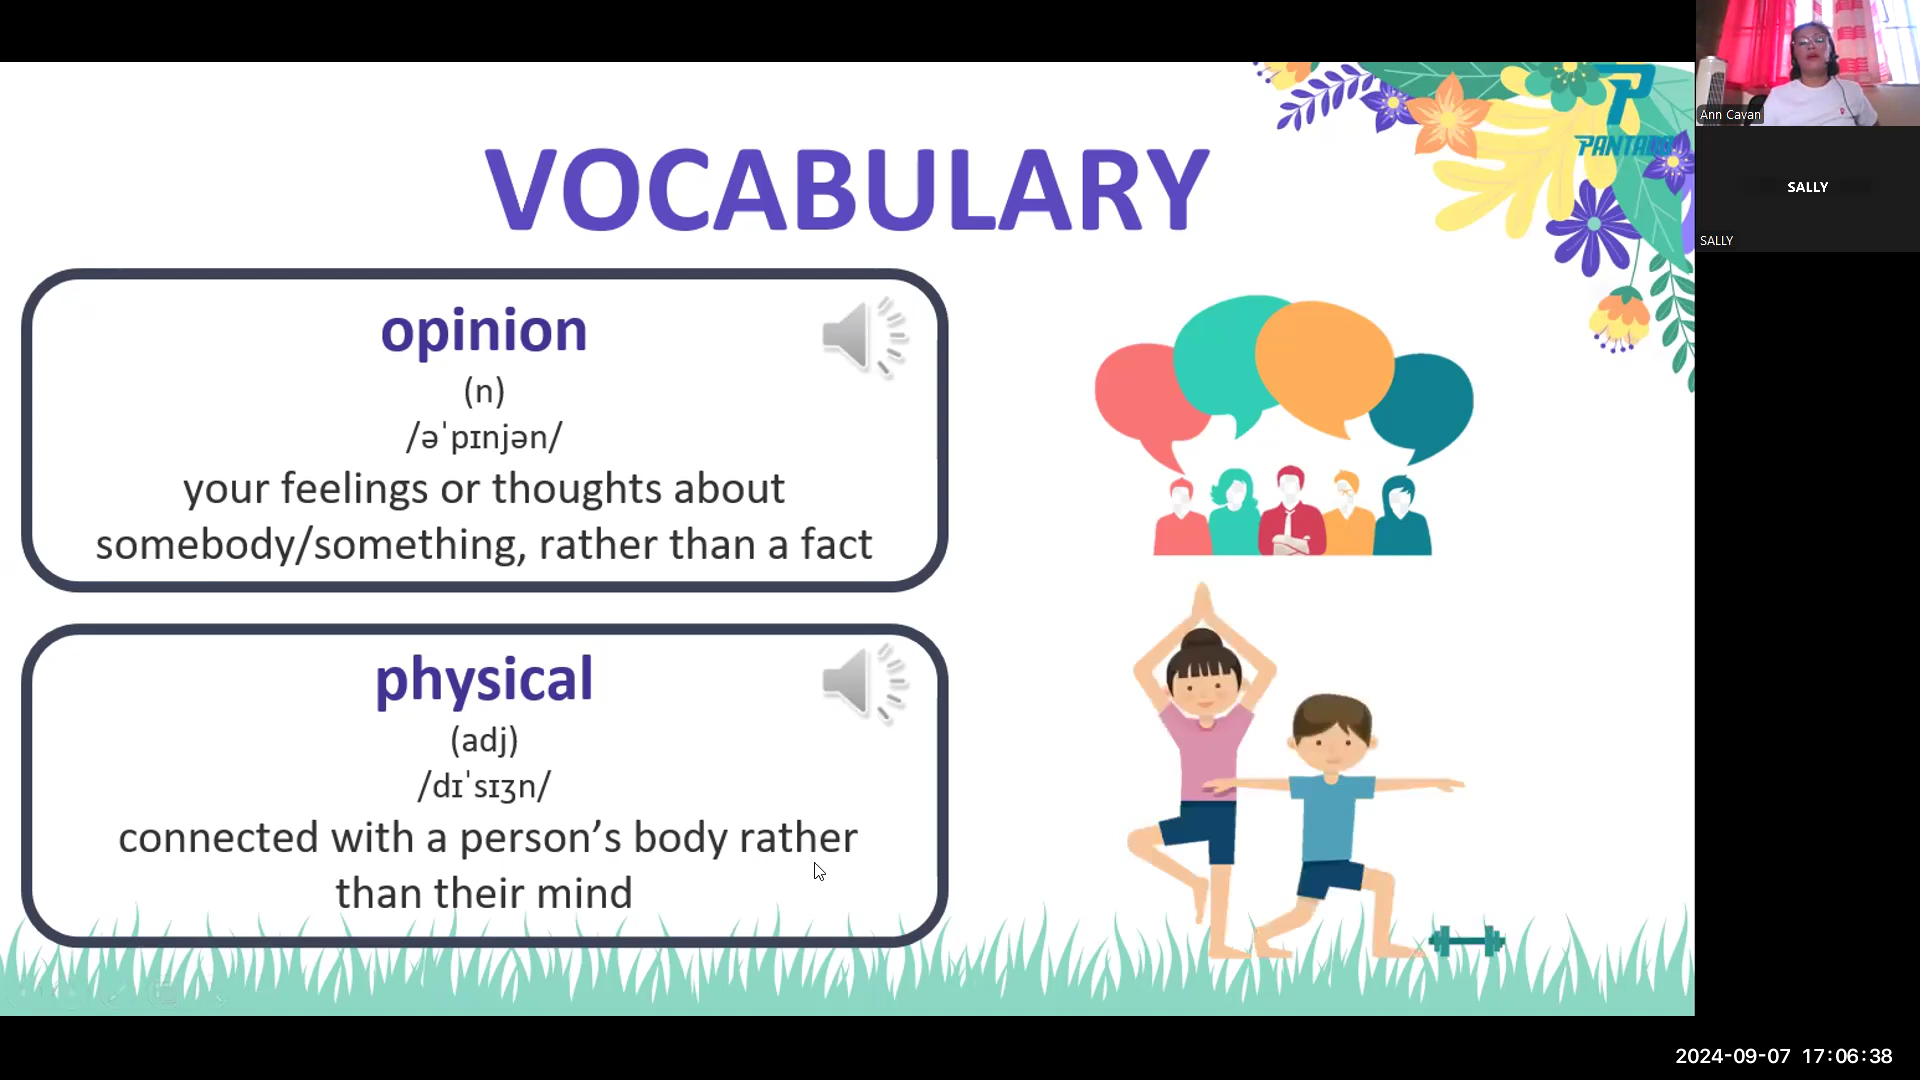 VOCABULARY
opinion
(n)
/əˈpɪnjən/
your feelings or thoughts about
somebody/something, rather than a fact
physical
(adj)
/dɪˈsɪʒn/
connected with a person’s body rather
than their mind
Ann Cavan
SALLY
SALLY
2024-09-07 17:06:38